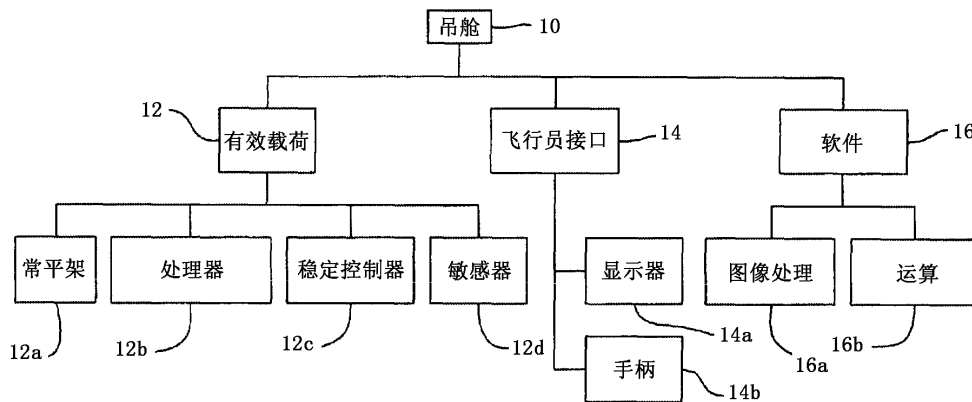 吊舱 10
12 有效载荷 飞行员接口 14 软件 16
常平架 处理器 稳定控制器 敏感器 显示器 图像处理 运算
12a 12b 12c 12d 14a 16a 16b
手柄 14b